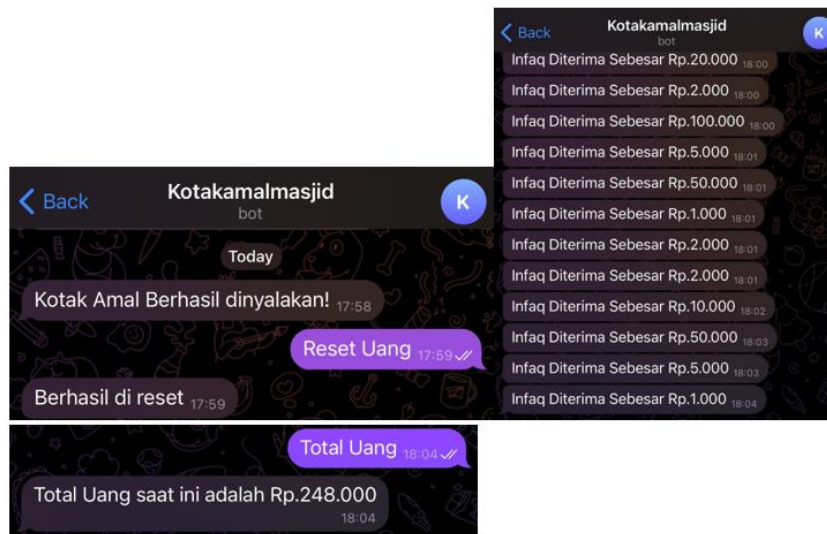 Back
Kotakamalmasjid
bot
K
Today
Kotak Amal Berhasil dinyalakan! 17:58
Reset Uang 17:59
Berhasil di reset 17:59
Total Uang 18:04
Total Uang saat ini adalah Rp.248.000
18:04
Back
Kotakamalmasjid
bot
K
Infaq Diterima Sebesar Rp.20.000 18:00
Infaq Diterima Sebesar Rp.2.000 18:00
Infaq Diterima Sebesar Rp.100.000 18:00
Infaq Diterima Sebesar Rp.5.000 18:01
Infaq Diterima Sebesar Rp.50.000 18:01
Infaq Diterima Sebesar Rp.1.000 18:01
Infaq Diterima Sebesar Rp.2.000 18:01
Infaq Diterima Sebesar Rp.2.000 18:01
Infaq Diterima Sebesar Rp.10.000 18:02
Infaq Diterima Sebesar Rp.50.000 18:03
Infaq Diterima Sebesar Rp.5.000 18:03
Infaq Diterima Sebesar Rp.1.000 18:04